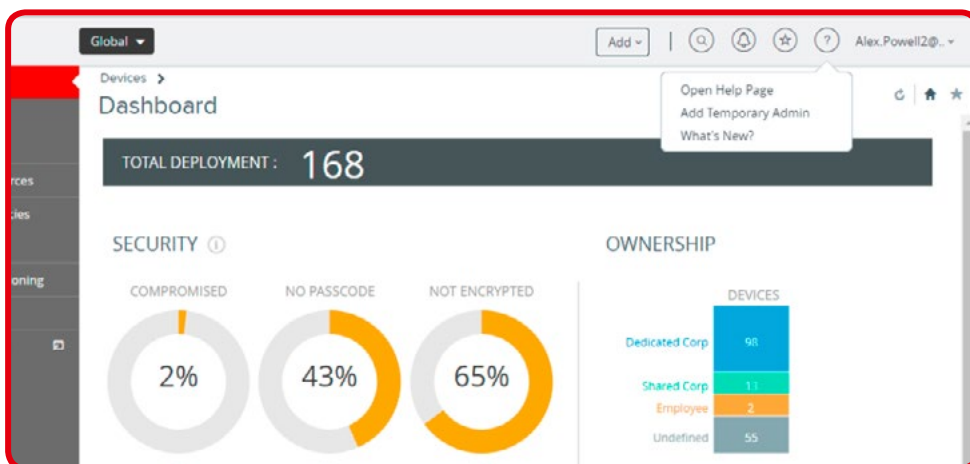 Global
Add
?
Alex.Powell2@..
Devices >
Dashboard
Open Help Page
Add Temporary Admin
What's New?
TOTAL DEPLOYMENT : 168
rces
cies
oning
SECURITY
COMPROMISED NO PASSCODE NOT ENCRYPTED
2% 43% 65%
OWNERSHIP
DEVICES
Dedicated Corp 98
Shared Corp 13
Employee 2
Undefined 55